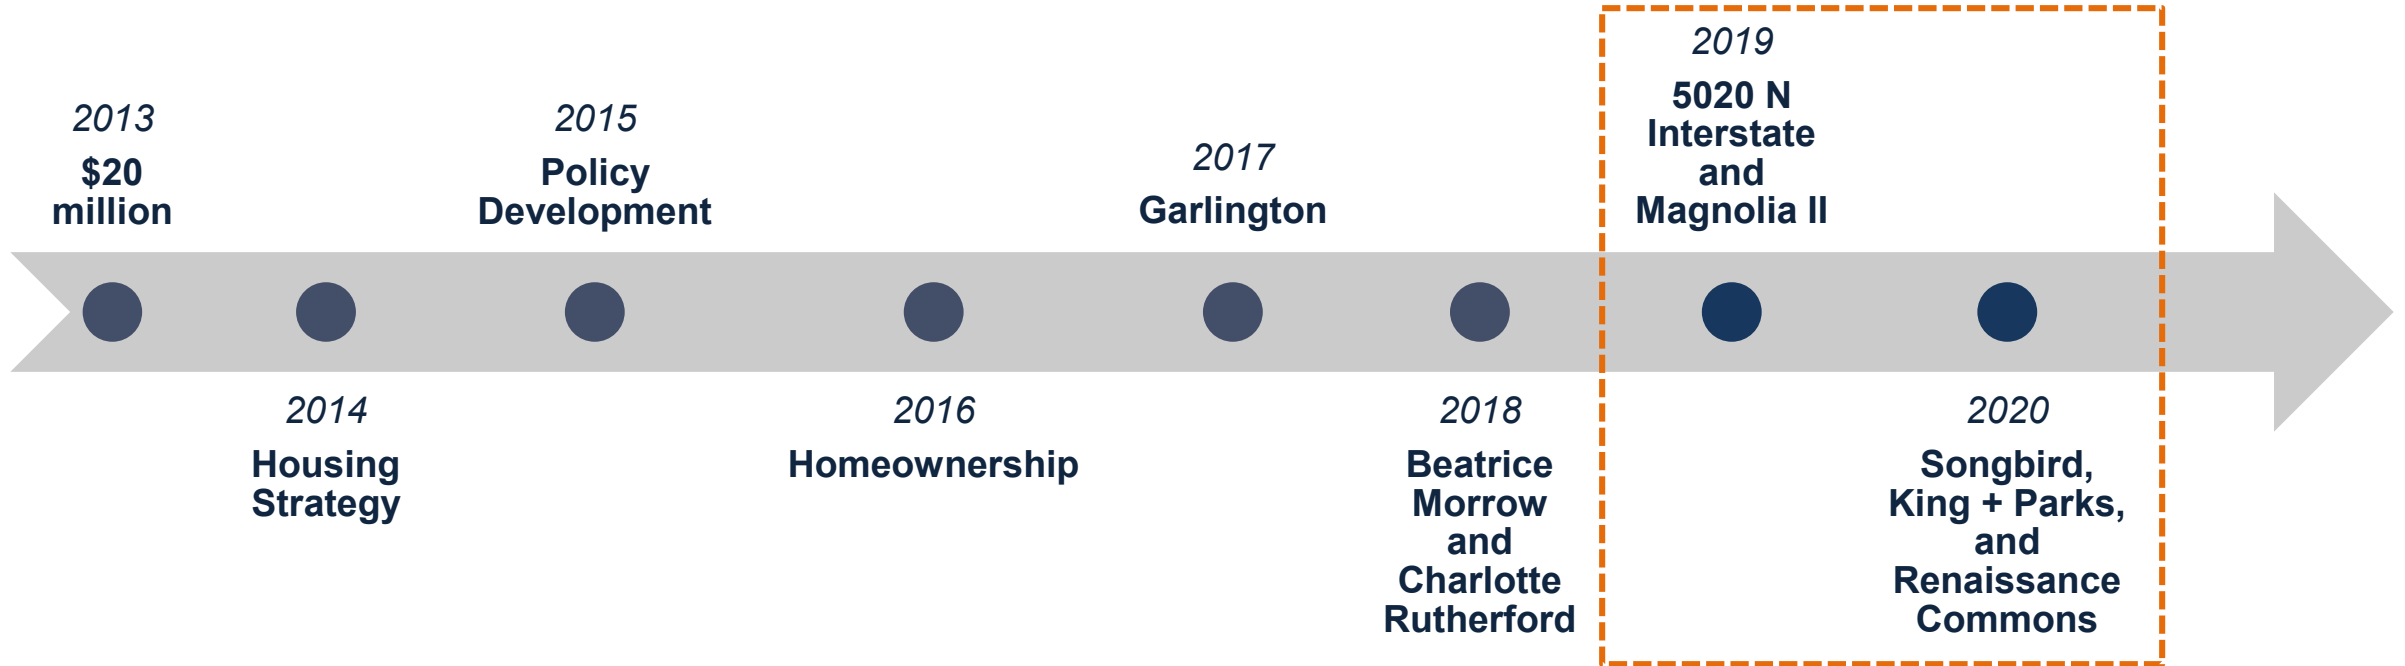 2013
$20
million
2014
Housing
Strategy
2015
Policy
Development
2016
Homeownership
2017
Garlington
2018
Beatrice
Morrow
and
Charlotte
Rutherford
2019
5020 N
Interstate
and
Magnolia II
2020
Songbird,
King + Parks,
and
Renaissance
Commons